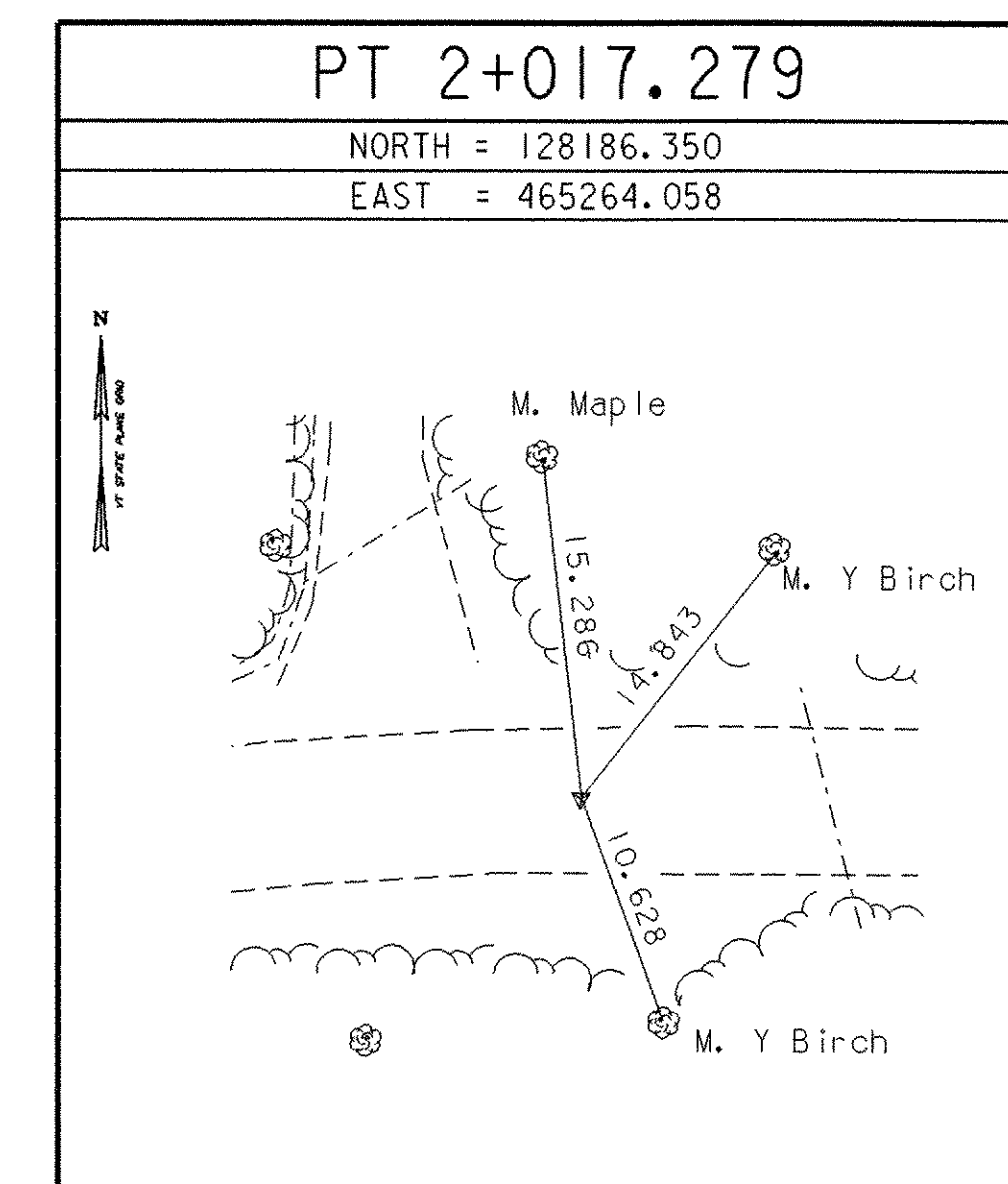 PT 2+017.279
NORTH = 128186.350
EAST = 465264.058
N
VT STATE PLANE GRID
M. Maple
M. Y Birch
15.286
14.843
10.628
M. Y Birch